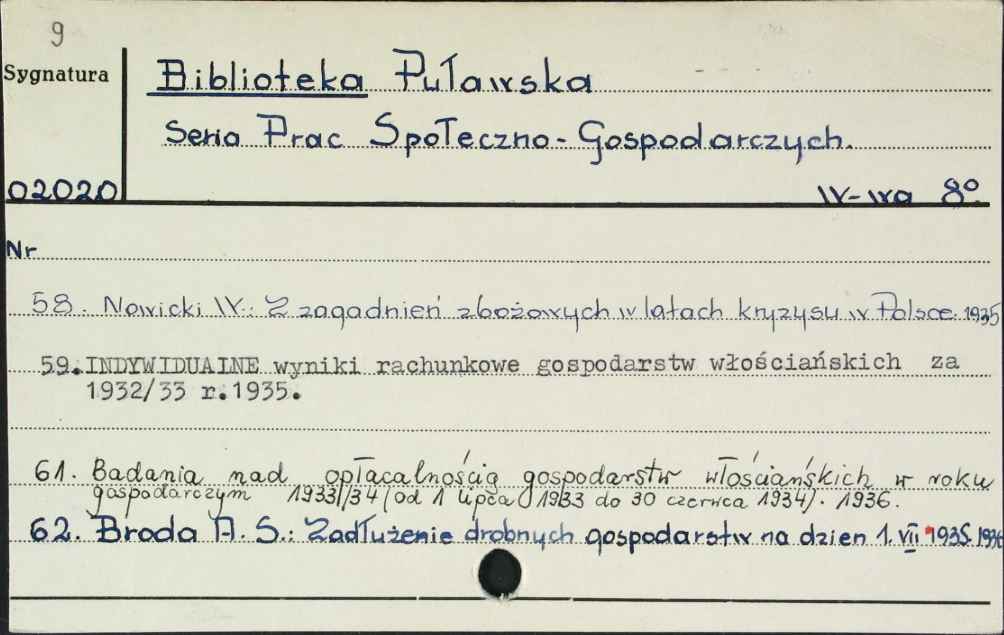 9
Sygnatura
Biblioteka Puławska
Seria Prac Społeczno-Gospodarczych.
02020
W-wa 8º.
Nr
58. Nowicki W.: Z zagadnień zbożowych w latach kryzysu w Polsce. 1935
59. INDYWIDUALNE wyniki rachunkowe gospodarstw włościańskich za
1932/33 r. 1935.
61. Badania nad opłacalnością gospodarstw włościańskich w roku
gospodarczym 1933/34 (od 1 lipca 1933 do 30 czerwca 1934). 1936.
62. Broda A. S.: Zadłużenie drobnych gospodarstw na dzien 1. VII 1935. 1936